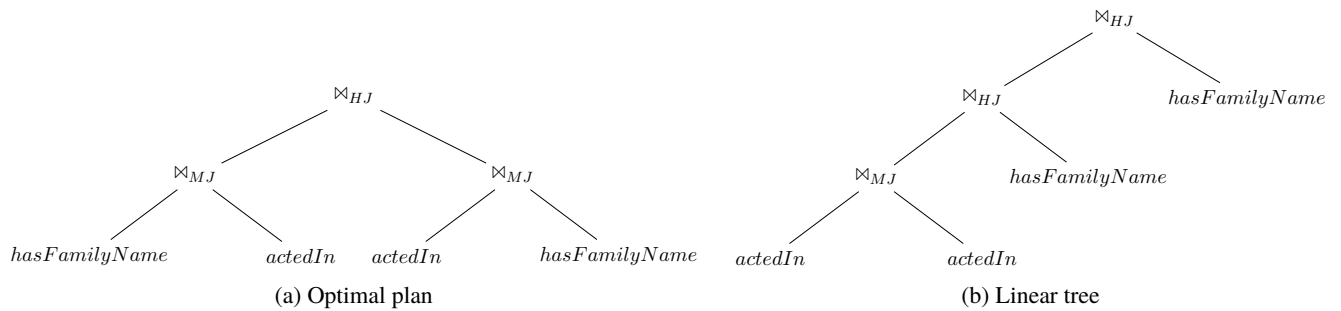 ⋈HJ
⋈MJ ⋈MJ
hasFamilyName actedIn actedIn hasFamilyName
(a) Optimal plan
⋈HJ
⋈HJ hasFamilyName
⋈MJ hasFamilyName
actedIn actedIn
(b) Linear tree